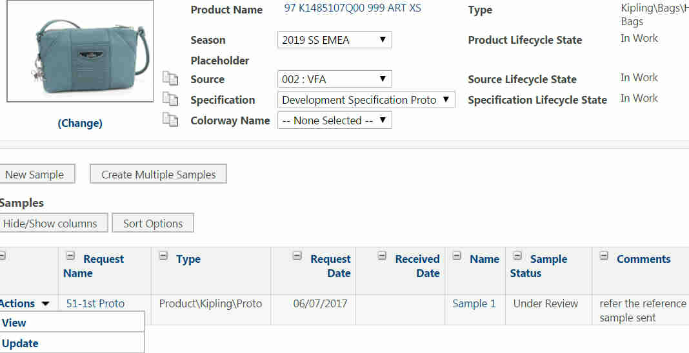 Product Name 97 K1485107Q00 999 ART XS Type Kipling\Bags\H
Bags
Season 2019 SS EMEA Product Lifecycle State In Work
Placeholder
Source 002 : VFA Source Lifecycle State In Work
Specification Development Specification Proto Specification Lifecycle State In Work
(Change) Colorway Name -- None Selected --
New Sample Create Multiple Samples
Samples
Hide/Show columns Sort Options
Request Name Type Request Date Received Date Name Sample Status Comments
Actions 51-1st Proto Product\Kipling\Proto 06/07/2017 Sample 1 Under Review refer the reference
sample sent
View
Update